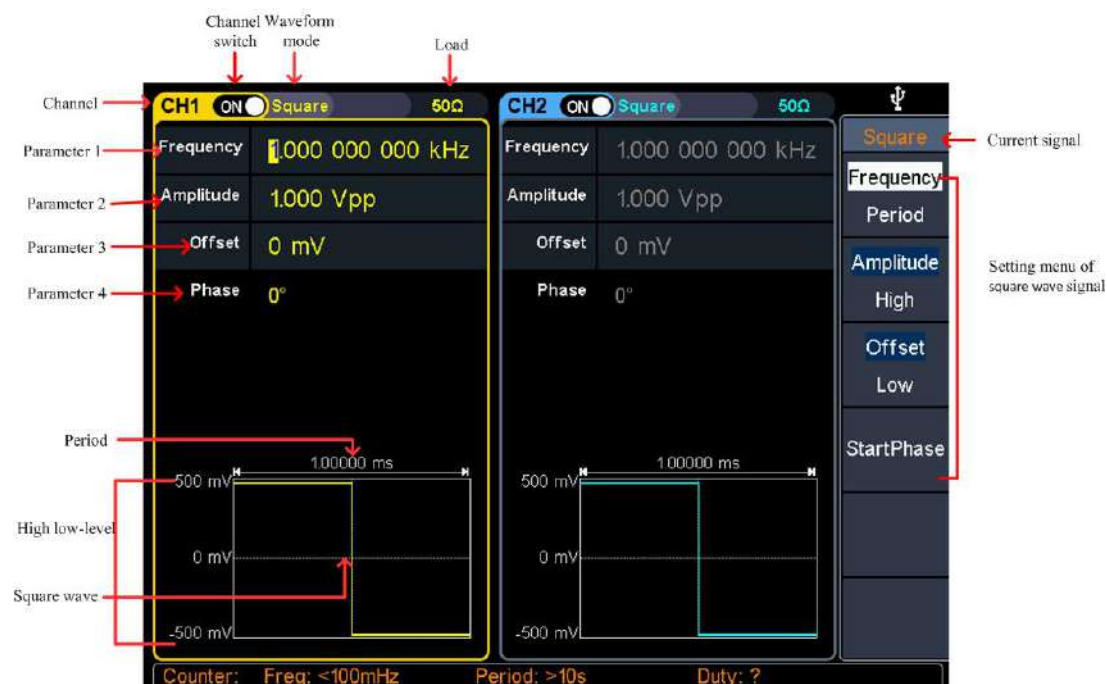 Channel Waveform
switch mode
Load
Channel
CH1 ON Square 50Ω
CH2 ON Square 50Ω
Square
Current signal
Parameter 1
Frequency 1.000 000 000 kHz
Frequency 1.000 000 000 kHz
Frequency
Period
Parameter 2
Amplitude 1.000 Vpp
Amplitude 1.000 Vpp
Parameter 3
Offset 0 mV
Offset 0 mV
Amplitude
High
Setting menu of
square wave signal
Parameter 4
Phase 0°
Phase 0°
Offset
Low
StartPhase
Period
1.00000 ms
1.00000 ms
500 mV
500 mV
High low-level
0 mV
0 mV
Square wave
-500 mV
-500 mV
Counter: Freq: <100mHz Period: >10s Duty: ?